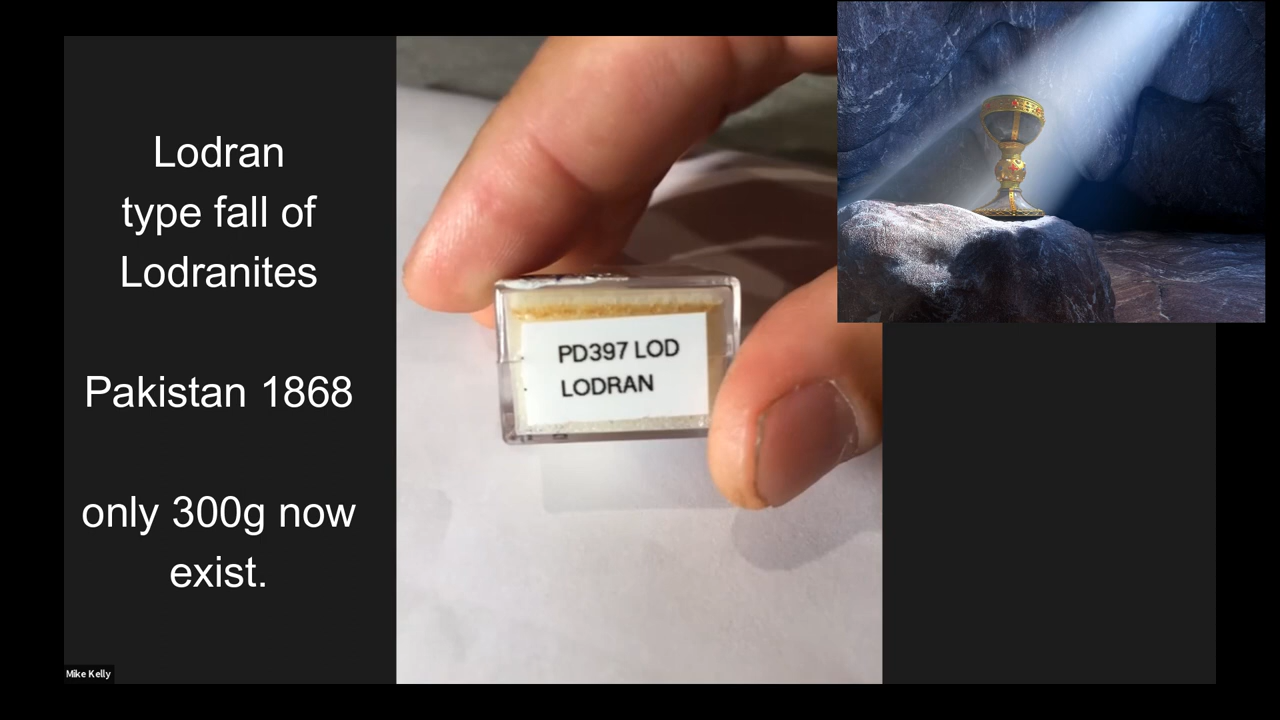 Lodran
type fall of
Lodranites
Pakistan 1868
only 300g now
exist.
PD397 LOD
LODRAN
Mike Kelly